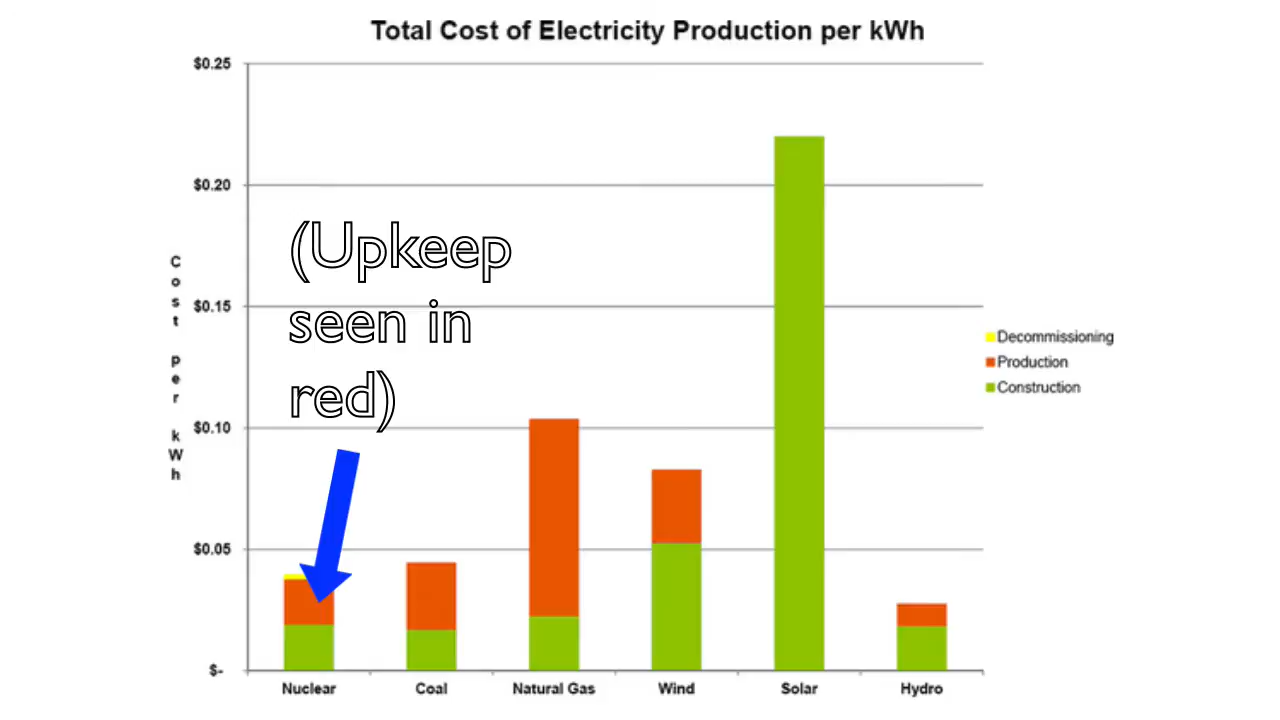 Total Cost of Electricity Production per kWh
$0.25
$0.20
$0.15
$0.10
$0.05
$-
Cost per kWh
(Upkeep
seen in
red)
Decommissioning
Production
Construction
Nuclear
Coal
Natural Gas
Wind
Solar
Hydro